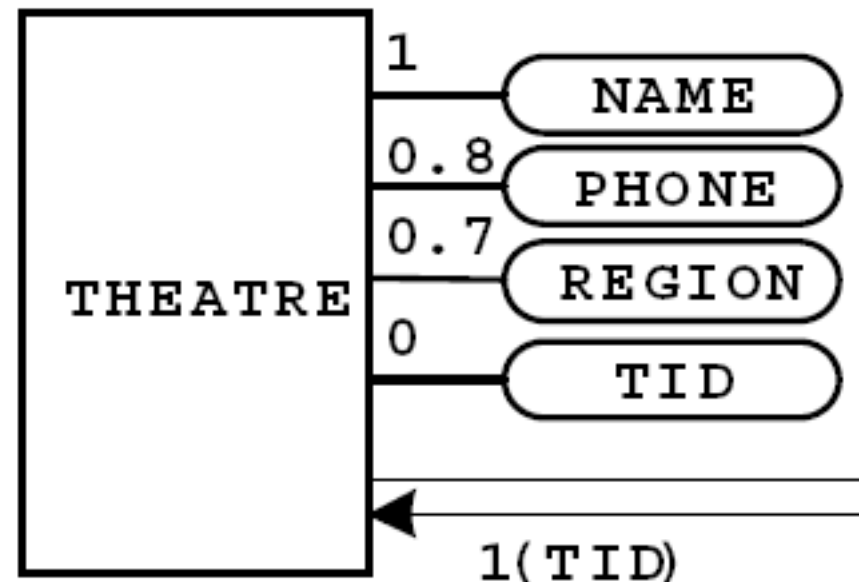 1
NAME
0.8
PHONE
0.7
REGION
THEATRE
0
TID
1(TID)